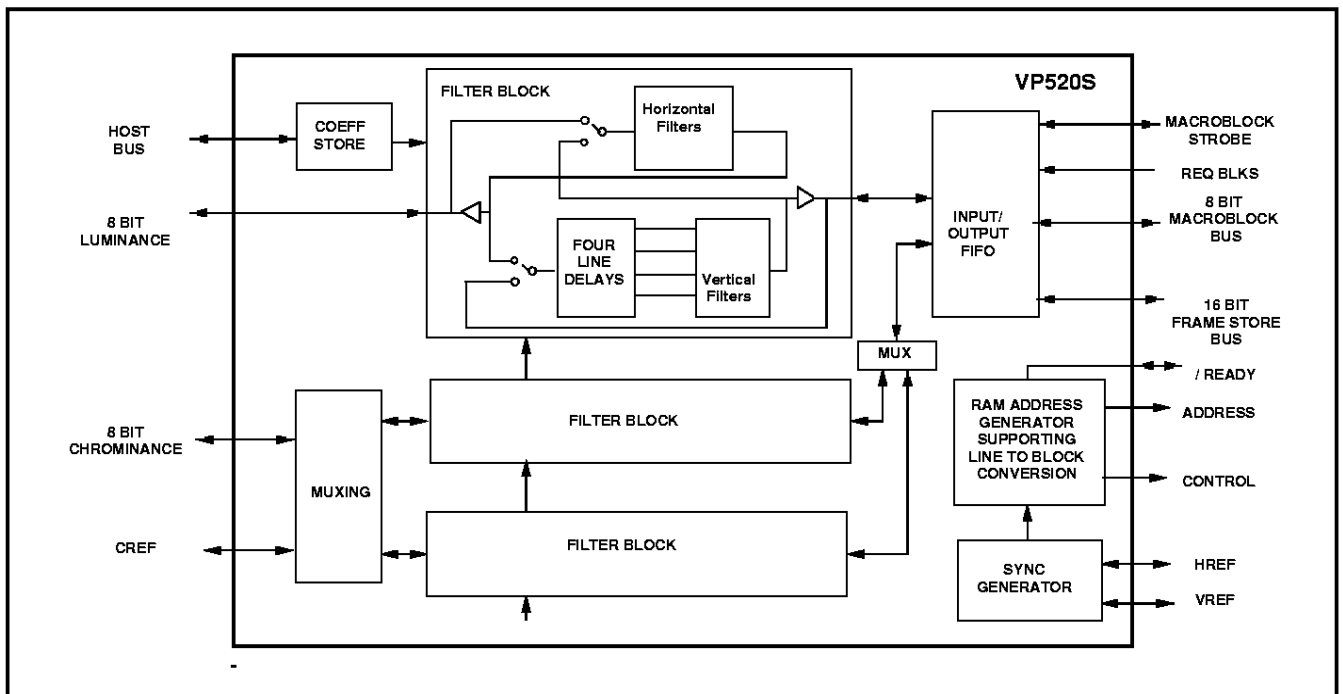 VP520S
FILTER BLOCK
Horizontal
Filters
HOST
BUS
COEFF
STORE
MACROBLOCK
STROBE
REQ BLKS
8 BIT
LUMINANCE
FOUR
LINE
DELAYS
Vertical
Filters
INPUT/
OUTPUT
FIFO
8 BIT
MACROBLOCK
BUS
16 BIT
FRAME STORE
BUS
MUX
/ READY
8 BIT
CHROMINANCE
MUXING
FILTER BLOCK
RAM ADDRESS
GENERATOR
SUPPORTING
LINE TO BLOCK
CONVERSION
ADDRESS
CONTROL
CREF
FILTER BLOCK
SYNC
GENERATOR
HREF
VREF